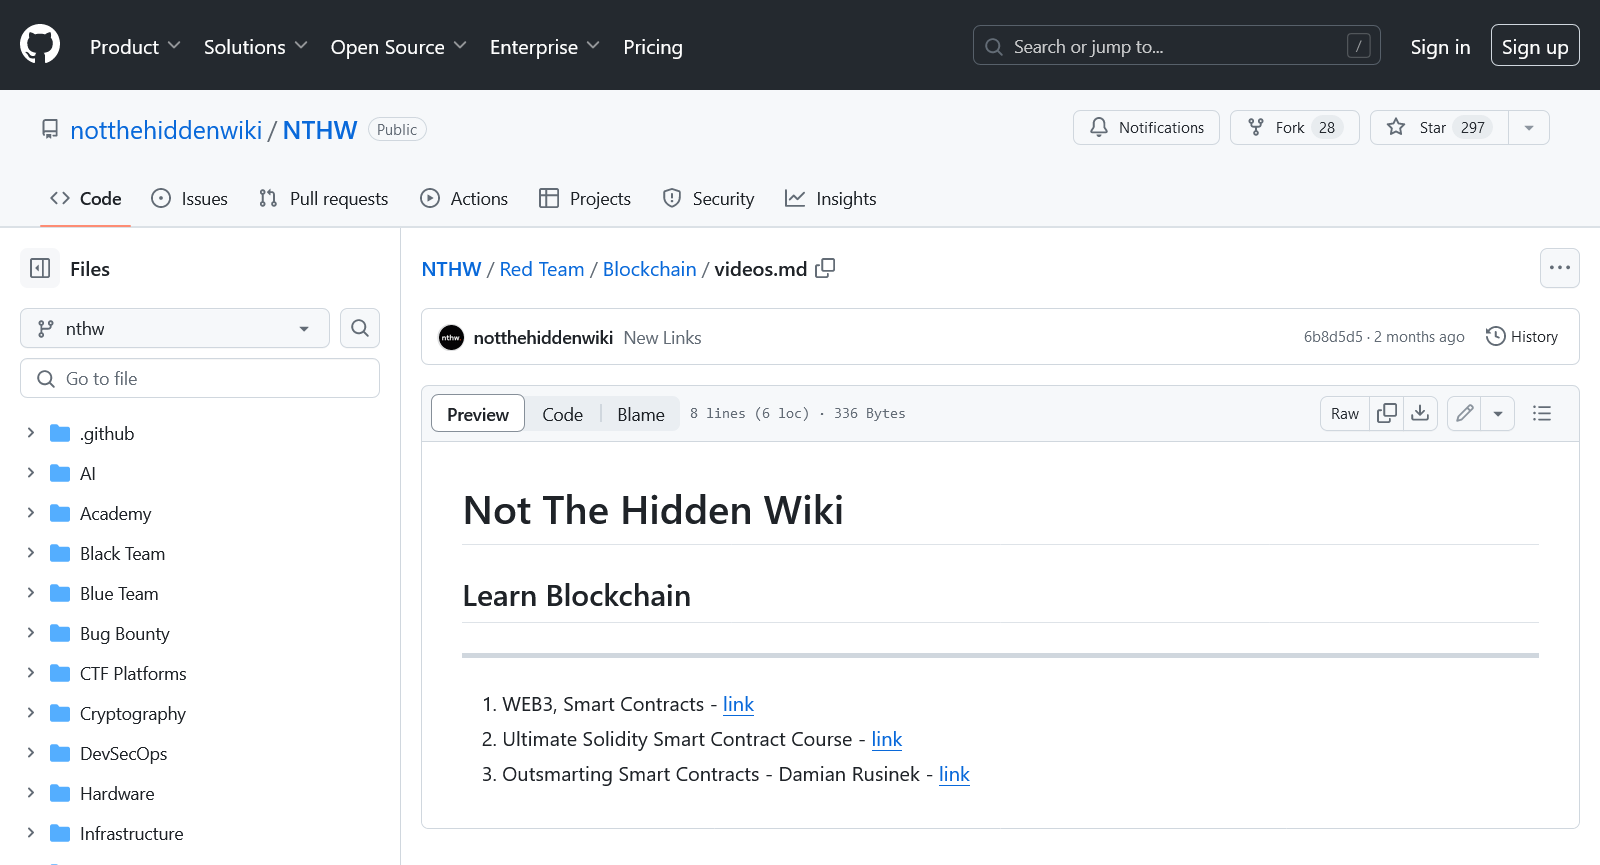 Product Solutions Open Source Enterprise Pricing Search or jump to... / Sign in Sign up
notthehiddenwiki / NTHW Public Notifications Fork 28 Star 297
Code Issues Pull requests Actions Projects Security Insights
Files
nthw
Go to file
.github
AI
Academy
Black Team
Blue Team
Bug Bounty
CTF Platforms
Cryptography
DevSecOps
Hardware
Infrastructure
NTHW / Red Team / Blockchain / videos.md
nthw notthehiddenwiki New Links 6b8d5d5 · 2 months ago History
Preview Code Blame 8 lines (6 loc) · 336 Bytes Raw
Not The Hidden Wiki
Learn Blockchain
1. WEB3, Smart Contracts - link
2. Ultimate Solidity Smart Contract Course - link
3. Outsmarting Smart Contracts - Damian Rusinek - link